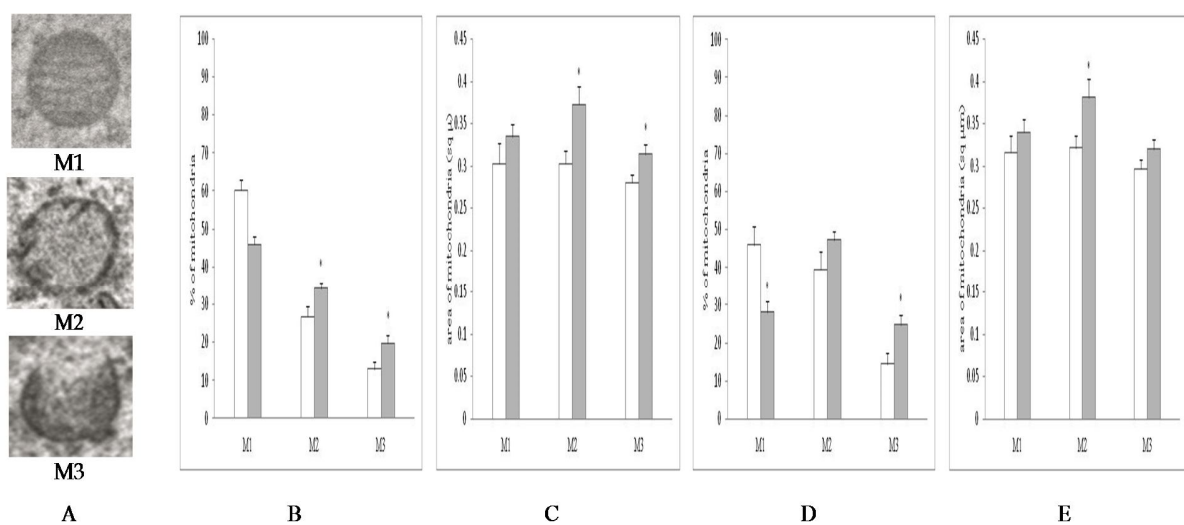 M1
M2
M3
A
% of mitohondria
100
90
80
70
60
50
40
30
20
10
0
M1 M2 M3
B
area of mitochondria (sq µ)
0.45
0.4
0.35
0.3
0.25
0.2
0.15
0.1
0.05
0
M1 M2 M3
C
% of mitochondria
100
90
80
70
60
50
40
30
20
10
0
M1 M2 M3
D
area of mitochondria (sq µm)
0.45
0.4
0.35
0.3
0.25
0.2
0.15
0.1
0.05
0
M1 M2 M3
E